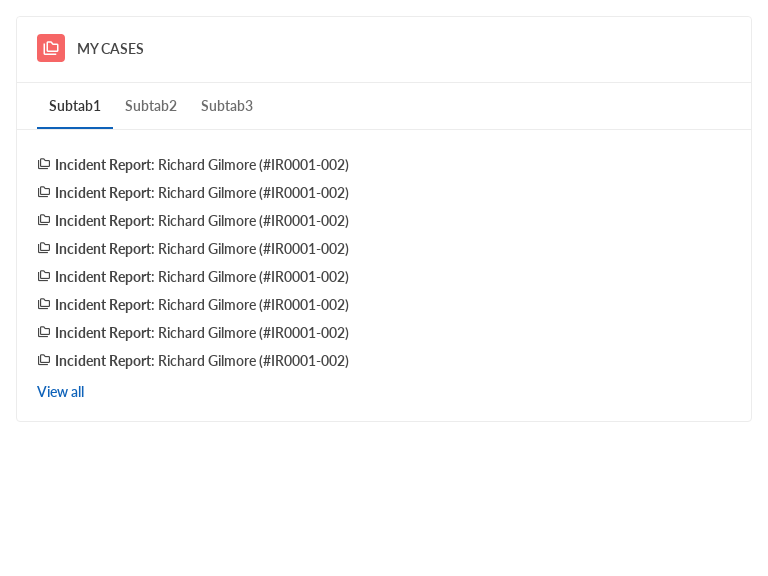 MY CASES
Subtab1 Subtab2 Subtab3
Incident Report: Richard Gilmore (#IR0001-002)
Incident Report: Richard Gilmore (#IR0001-002)
Incident Report: Richard Gilmore (#IR0001-002)
Incident Report: Richard Gilmore (#IR0001-002)
Incident Report: Richard Gilmore (#IR0001-002)
Incident Report: Richard Gilmore (#IR0001-002)
Incident Report: Richard Gilmore (#IR0001-002)
Incident Report: Richard Gilmore (#IR0001-002)
View all